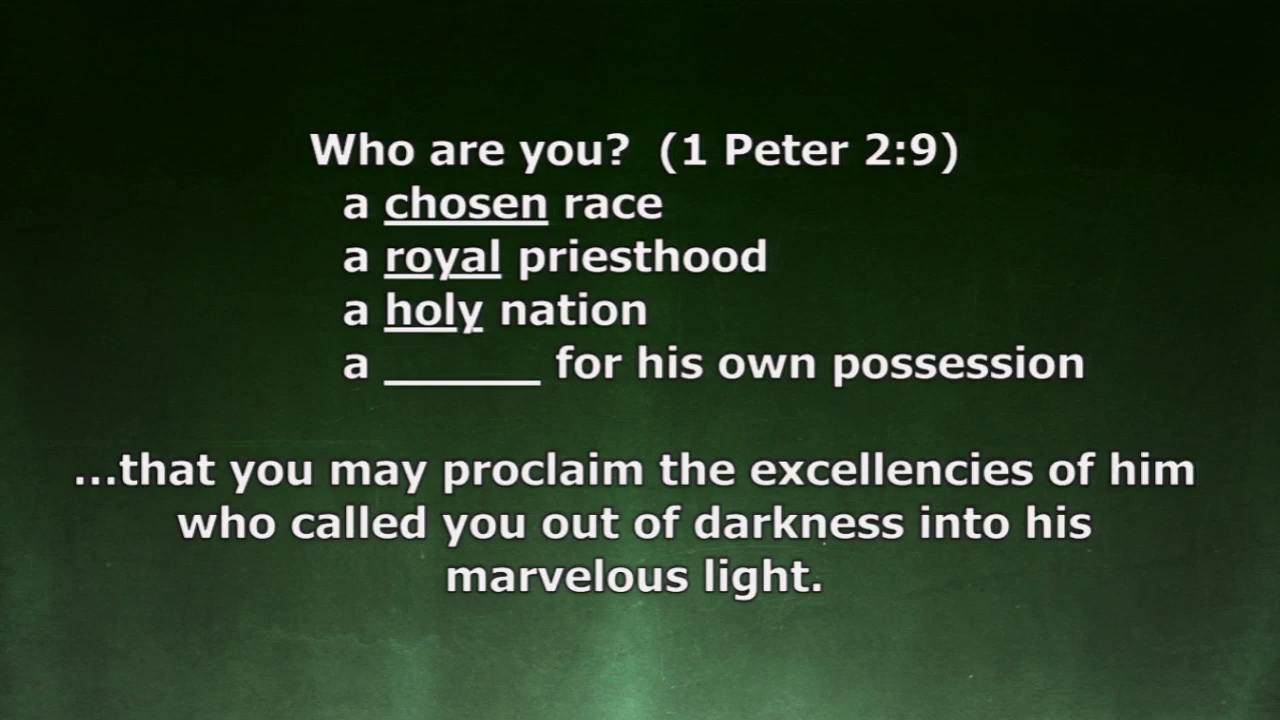 Who are you?  (1 Peter 2:9)
a chosen race
a royal priesthood
a holy nation
a ______ for his own possession
...that you may proclaim the excellencies of him
who called you out of darkness into his
marvelous light.